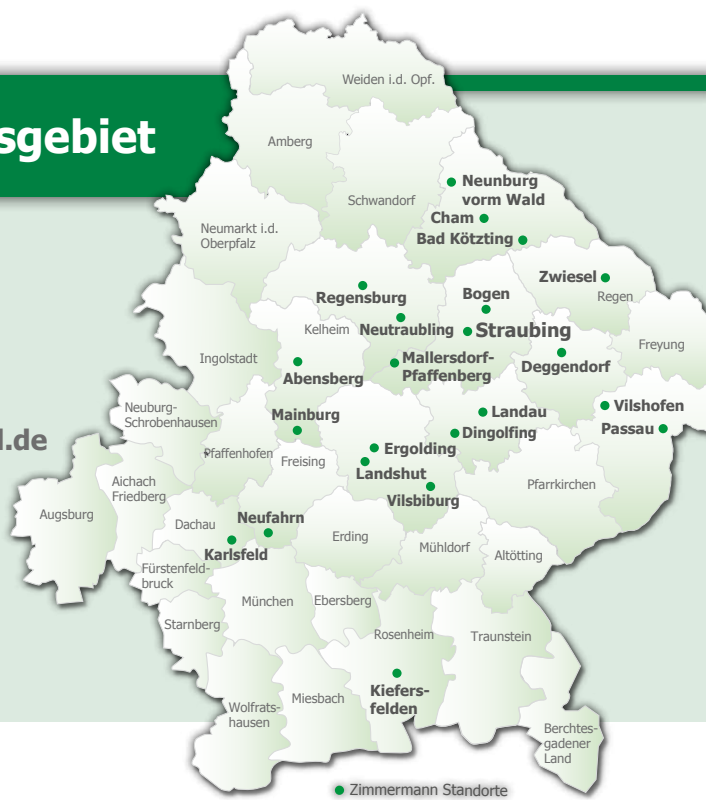 sgebiet
Weiden i.d. Opf.
Amberg
Schwandorf
Neunburg
vorm Wald
Cham
Bad Kötzting
Neumarkt i.d.
Oberpfalz
Zwiesel
Regen
Regensburg
Bogen
Kelheim
Neutraubling
Straubing
Freyung
Ingolstadt
Abensberg
Mallersdorf-
Pfaffenberg
Deggendorf
Neuburg-
Schrobenhausen
Mainburg
Landau
Vilshofen
l.de
Dingolfing
Passau
Pfaffenhofen
Freising
Ergolding
Landshut
Aichach
Friedberg
Vilsbiburg
Pfarrkirchen
Augsburg
Dachau
Neufahrn
Erding
Karlsfeld
Mühldorf
Altötting
Fürstenfeld-
bruck
München
Ebersberg
Starnberg
Rosenheim
Traunstein
Wolfrats-
hausen
Miesbach
Kiefers-
felden
Berchtes-
gadener
Land
Zimmermann Standorte